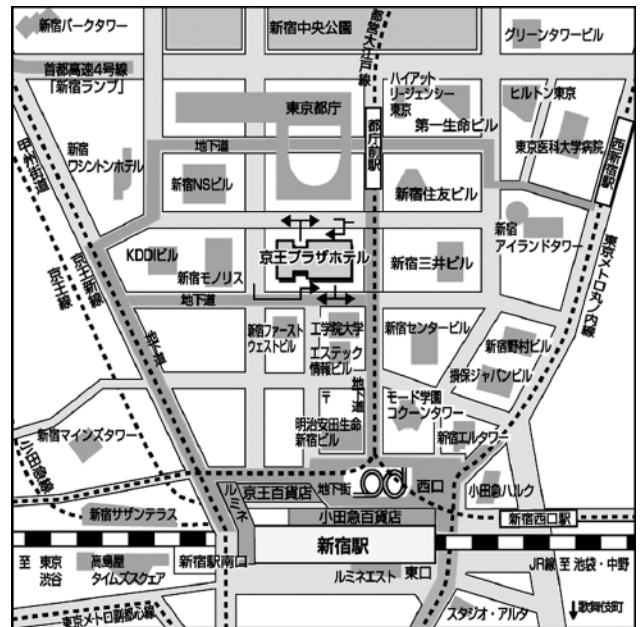 新宿パークタワー
新宿中央公園
都営大江戸線
グリーンタワービル
首都高速4号線
「新宿ランプ」
ハイアット
リージェンシー
東京
ヒルトン東京
東京都庁
第一生命ビル
都庁前駅
西新宿駅
甲州街道
新宿
ワシントンホテル
地下道
東京医科大学病院
新宿NSビル
新宿住友ビル
新宿
アイランドタワー
KDDIビル
新宿モノリス
京王プラザホテル
新宿三井ビル
東京メトロ丸ノ内線
京王線
京王新線
地下道
新宿ファースト
ウェストビル
工学院大学
エステック
情報ビル
新宿センタービル
新宿野村ビル
損保ジャパンビル
地下道
〒
明治安田生命
新宿ビル
モード学園
コクーンタワー
新宿エルタワー
新宿マインズタワー
小田急線
ルミネ
京王百貨店
地下街
西口
小田急ハルク
新宿サザンテラス
小田急百貨店
新宿西口駅
新宿駅
至 東京
渋谷
高島屋
タイムズスクェア
新宿駅南口
ルミネエスト
東口
JR線 至 池袋・中野
東京メトロ副都心線
スタジオ・アルタ
↓歌舞伎町